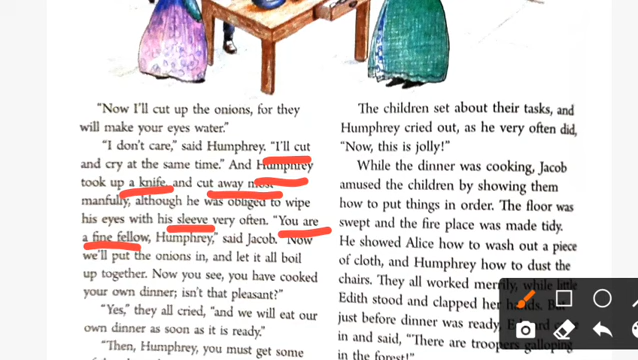 "Now I'll cut up the onions, for they
will make your eyes water."
"I don't care," said Humphrey. "I'll cut
and cry at the same time." And Humphrey
took up a knife and cut away most
manfully, although he was obliged to wipe
his eyes with his sleeve very often. "You are
a fine fellow, Humphrey," said Jacob. "Now
we'll put the onions in, and let it all boil
up together. Now you see, you have cooked
your own dinner; isn't that pleasant?"
"Yes," they all cried, "and we will eat our
own dinner as soon as it is ready."
"Then, Humphrey, you must get some
The children set about their tasks, and
Humphrey cried out, as he very often did,
"Now, this is jolly!"
While the dinner was cooking, Jacob
amused the children by showing them
how to put things in order. The floor was
swept and the fire place was made tidy.
He showed Alice how to wash out a piece
of cloth, and Humphrey how to dust the
chairs. They all worked merrily, while little
Edith stood and clapped her hands. But
just before dinner was ready, Edward
in and said, "There are troopers galloping
in the forest!"